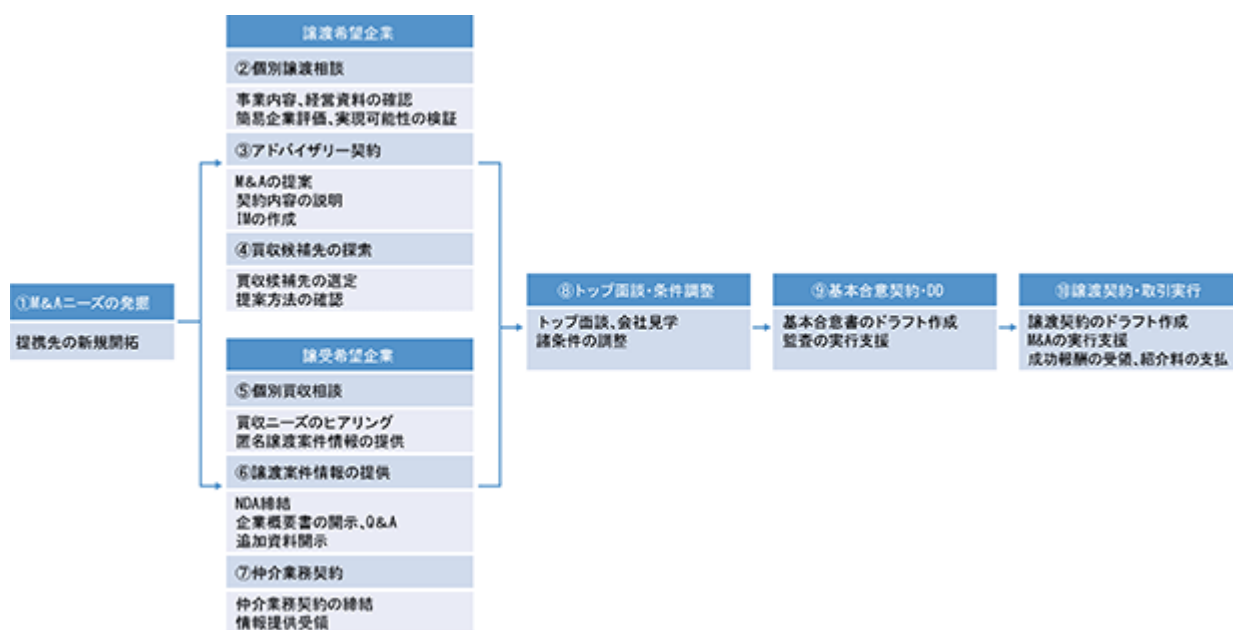 ①M&Aニーズの発掘
提携先の新規開拓
譲渡希望企業
②個別譲渡相談
事業内容、経営資料の確認
簡易企業評価、実現可能性の検証
③アドバイザリー契約
M&Aの提案
契約内容の説明
IMの作成
④買収候補先の探索
買収候補先の選定
提案方法の確認
譲受希望企業
⑤個別買収相談
買収ニーズのヒアリング
匿名譲渡案件情報の提供
⑥譲渡案件情報の提供
NDA締結
企業概要書の開示、Q&A
追加資料開示
⑦仲介業務契約
仲介業務契約の締結
情報提供受領
⑧トップ面談・条件調整
トップ面談、会社見学
諸条件の調整
⑨基本合意契約・DD
基本合意書のドラフト作成
監査の実行支援
⑩譲渡契約・取引実行
譲渡契約のドラフト作成
M&Aの実行支援
成功報酬の受領、紹介料の支払